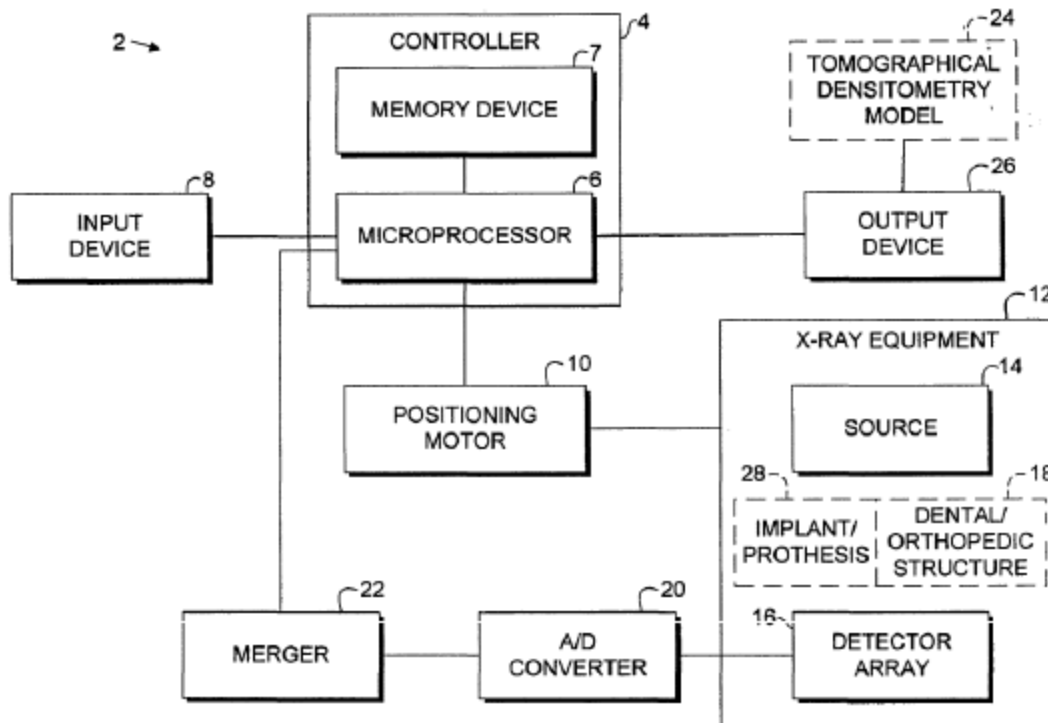 2
CONTROLLER
4
7
MEMORY DEVICE
24
TOMOGRAPHICAL
DENSITOMETRY
MODEL
8
INPUT
DEVICE
6
MICROPROCESSOR
26
OUTPUT
DEVICE
12
X-RAY EQUIPMENT
10
POSITIONING
MOTOR
14
SOURCE
28
IMPLANT/
PROTHESIS
18
DENTAL/
ORTHOPEDIC
STRUCTURE
22
MERGER
20
A/D
CONVERTER
16
DETECTOR
ARRAY